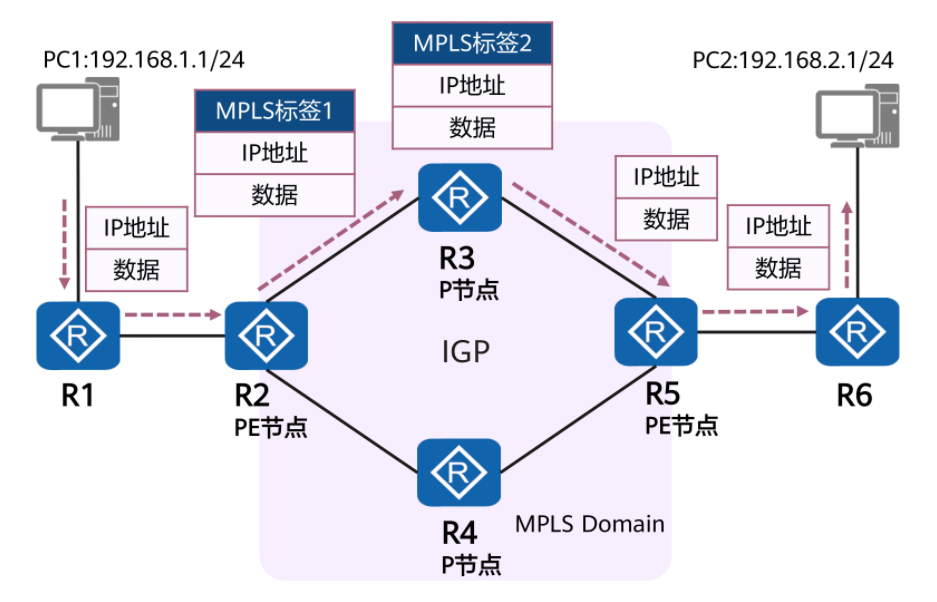 PC1:192.168.1.1/24
MPLS标签1
IP地址
数据
MPLS标签2
IP地址
数据
PC2:192.168.2.1/24
IP地址
数据
IP地址
数据
IP地址
数据
R
R1
R
R2
PE节点
R
R3
P节点
IGP
R
R4
P节点
MPLS Domain
R
R5
PE节点
R
R6